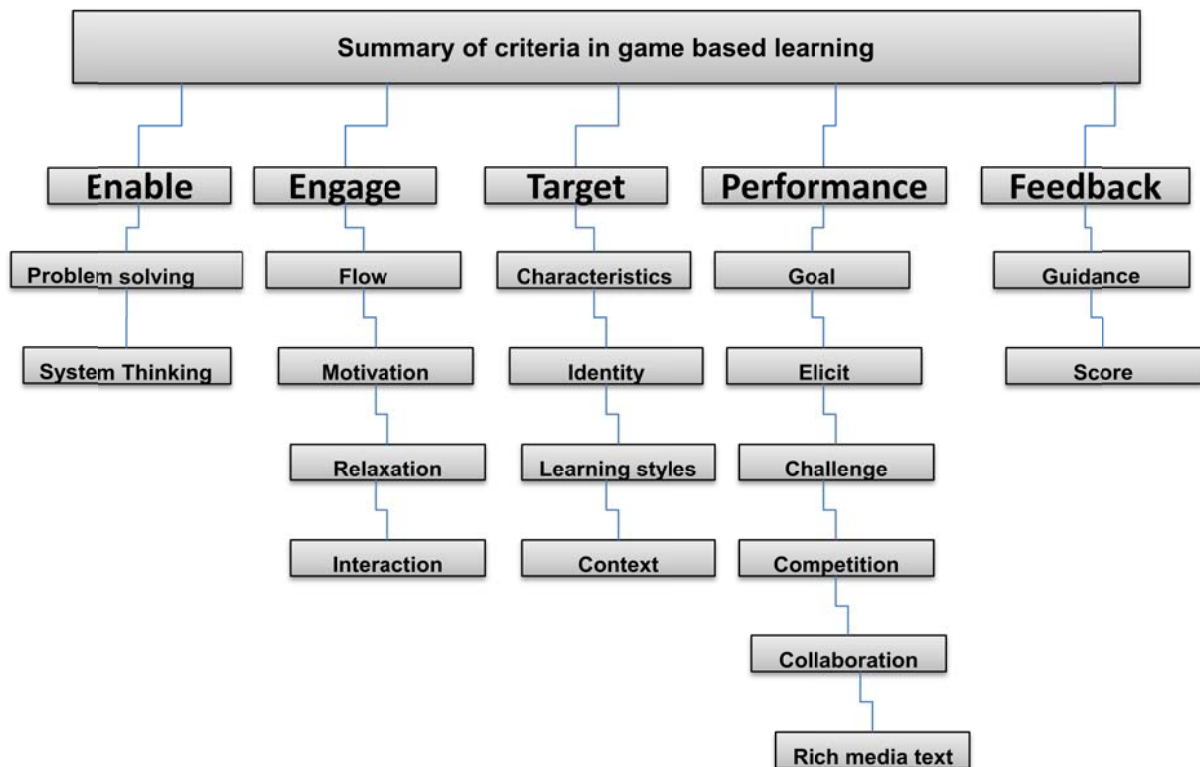 Summary of criteria in game based learning
Enable
Engage
Target
Performance
Feedback
Problem solving
Flow
Characteristics
Goal
Guidance
System Thinking
Motivation
Identity
Elicit
Score
Relaxation
Learning styles
Challenge
Interaction
Context
Competition
Collaboration
Rich media text